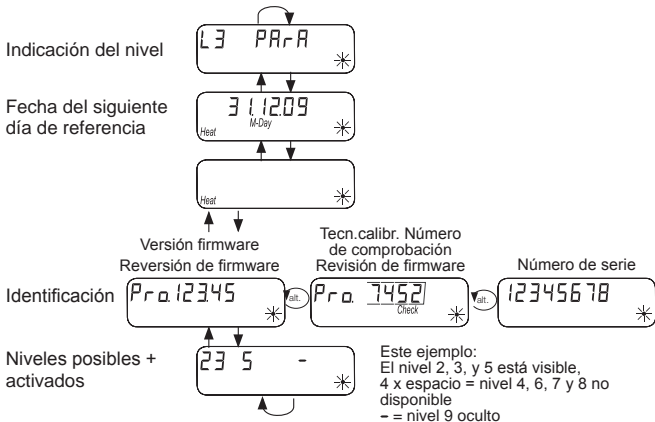 Indicación del nivel
L3 PArA
Fecha del siguiente
día de referencia
31.12.09
M-Day
Heat
Heat
Versión firmware
Reversión de firmware
Tecn.calibr. Número
de comprobación
Revisión de firmware
Número de serie
Identificación
Pro.123.45
alt.
Pro. 7452
Check
alt.
12345678
Niveles posibles +
activados
23 5 -
Este ejemplo:
El nivel 2, 3, y 5 está visible,
4 x espacio = nivel 4, 6, 7 y 8 no
disponible
– = nivel 9 oculto